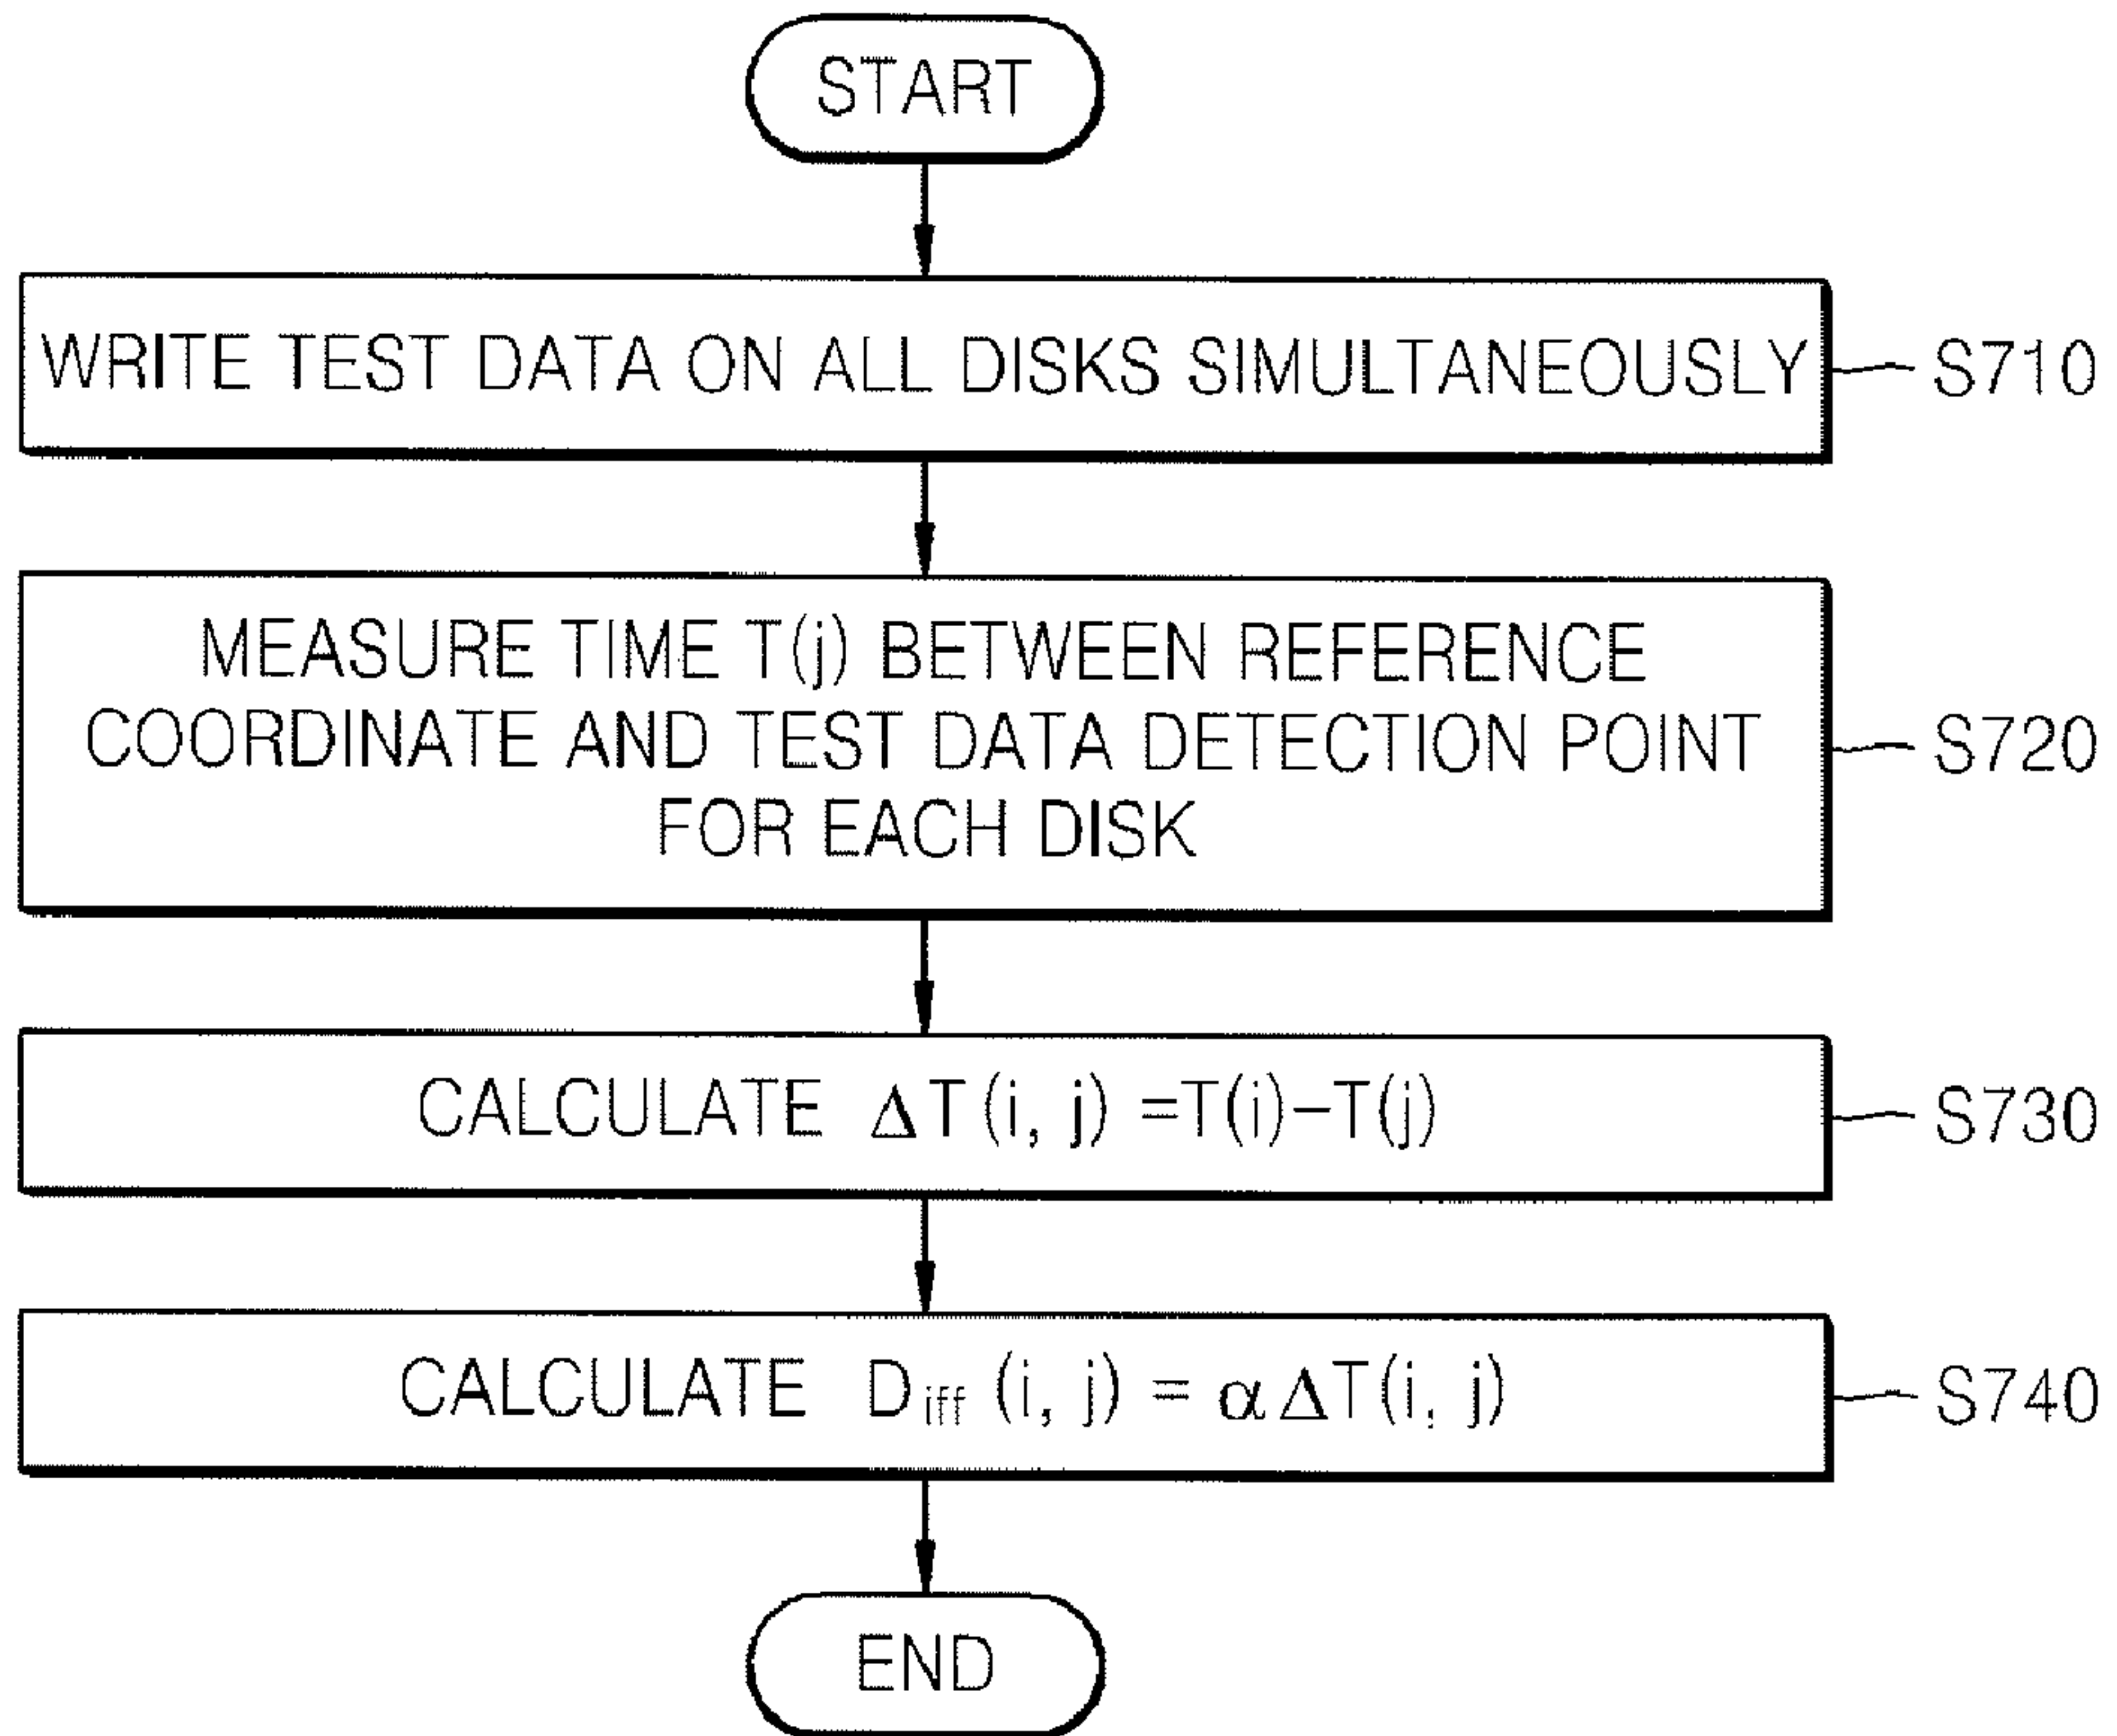 START
WRITE TEST DATA ON ALL DISKS SIMULTANEOUSLY
S710
MEASURE TIME T(j) BETWEEN REFERENCE
COORDINATE AND TEST DATA DETECTION POINT
FOR EACH DISK
S720
CALCULATE ΔT(i, j) =T(i)−T(j)
S730
CALCULATE Diff (i, j) = αΔT(i, j)
S740
END